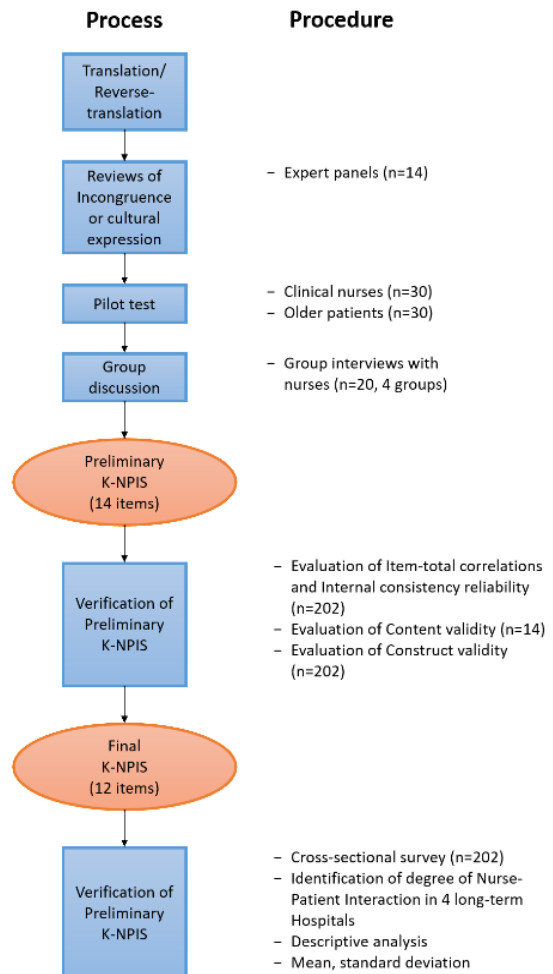 Process
Procedure
Translation/
Reverse-
translation
Reviews of
Incongruence
or cultural
expression
– Expert panels (n=14)
Pilot test
– Clinical nurses (n=30)
– Older patients (n=30)
Group
discussion
– Group interviews with
nurses (n=20, 4 groups)
Preliminary
K-NPIS
(14 items)
Verification of
Preliminary
K-NPIS
– Evaluation of Item-total correlations
and Internal consistency reliability
(n=202)
– Evaluation of Content validity (n=14)
– Evaluation of Construct validity
(n=202)
Final
K-NPIS
(12 items)
Verification of
Preliminary
K-NPIS
– Cross-sectional survey (n=202)
– Identification of degree of Nurse-
Patient Interaction in 4 long-term
Hospitals
– Descriptive analysis
– Mean, standard deviation